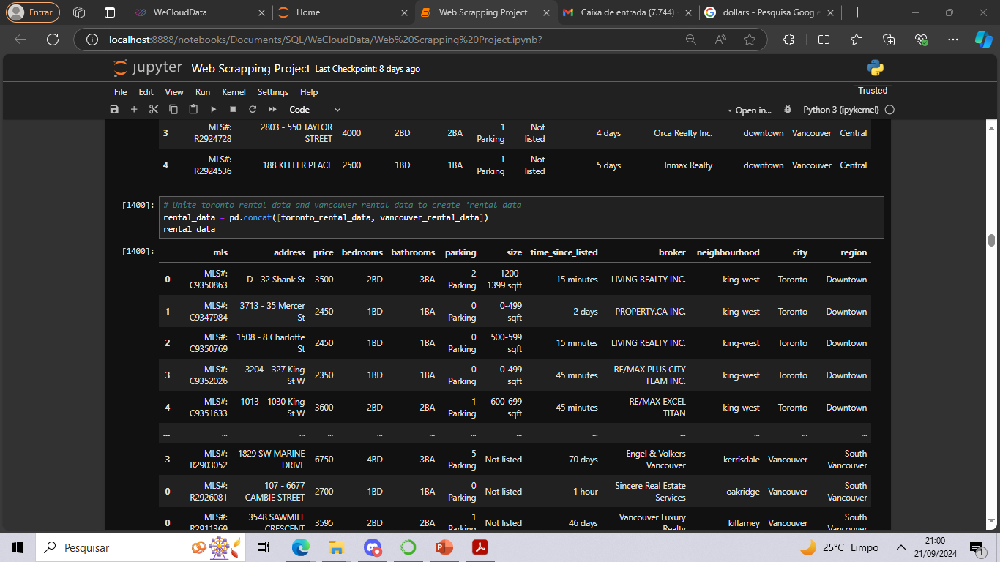 Entrar
WeCloudData
Home
Web Scrapping Project
Caixa de entrada (7.744)
dollars - Pesquisa Google
localhost:8888/notebooks/Documents/SQL/WeCloudData/Web%20Scrapping%20Project.ipynb?
jupyter Web Scrapping Project Last Checkpoint: 8 days ago
File Edit View Run Kernel Settings Help
Trusted
Code
Open in...
Python 3 (ipykernel)
3 MLS#: R2924728 2803 - 550 TAYLOR STREET 4000 2BD 2BA 1 Parking Not listed 4 days Orca Realty Inc. downtown Vancouver Central
4 MLS#: R2924536 188 KEEFER PLACE 2500 1BD 1BA 1 Parking Not listed 5 days Inmax Realty downtown Vancouver Central
[1400]: # Unite toronto_rental_data and vancouver_rental_data to create 'rental_data
rental_data = pd.concat([toronto_rental_data, vancouver_rental_data])
rental_data
[1400]: mls address price bedrooms bathrooms parking size time_since_listed broker neighbourhood city region
0 MLS#: C9350863 D - 32 Shank St 3500 2BD 3BA 2 Parking 1200-1399 sqft 15 minutes LIVING REALTY INC. king-west Toronto Downtown
1 MLS#: C9347984 3713 - 35 Mercer St 2450 1BD 1BA 0 Parking 0-499 sqft 2 days PROPERTY.CA INC. king-west Toronto Downtown
2 MLS#: C9350769 1508 - 8 Charlotte St 2450 1BD 1BA 0 Parking 500-599 sqft 15 minutes LIVING REALTY INC. king-west Toronto Downtown
3 MLS#: C9352026 3204 - 327 King St W 2350 1BD 1BA 0 Parking 0-499 sqft 45 minutes RE/MAX PLUS CITY TEAM INC. king-west Toronto Downtown
4 MLS#: C9351633 1013 - 1030 King St W 3600 2BD 2BA 1 Parking 600-699 sqft 45 minutes RE/MAX EXCEL TITAN king-west Toronto Downtown
... ... ... ... ... ... ... ... ... ... ... ... ...
3 MLS#: R2903052 1829 SW MARINE DRIVE 6750 4BD 3BA 5 Parking Not listed 70 days Engel & Volkers Vancouver kerrisdale Vancouver South Vancouver
0 MLS#: R2926081 107 - 6677 CAMBIE STREET 2700 1BD 1BA 0 Parking Not listed 1 hour Sincere Real Estate Services oakridge Vancouver South Vancouver
0 MLS#: R2911369 3548 SAWMILL CRESCENT 3595 2BD 2BA 1 Parking Not listed 46 days Vancouver Luxury Realty killarney Vancouver South Vancouver
Pesquisar
25°C Limpo
21:00
21/09/2024
1